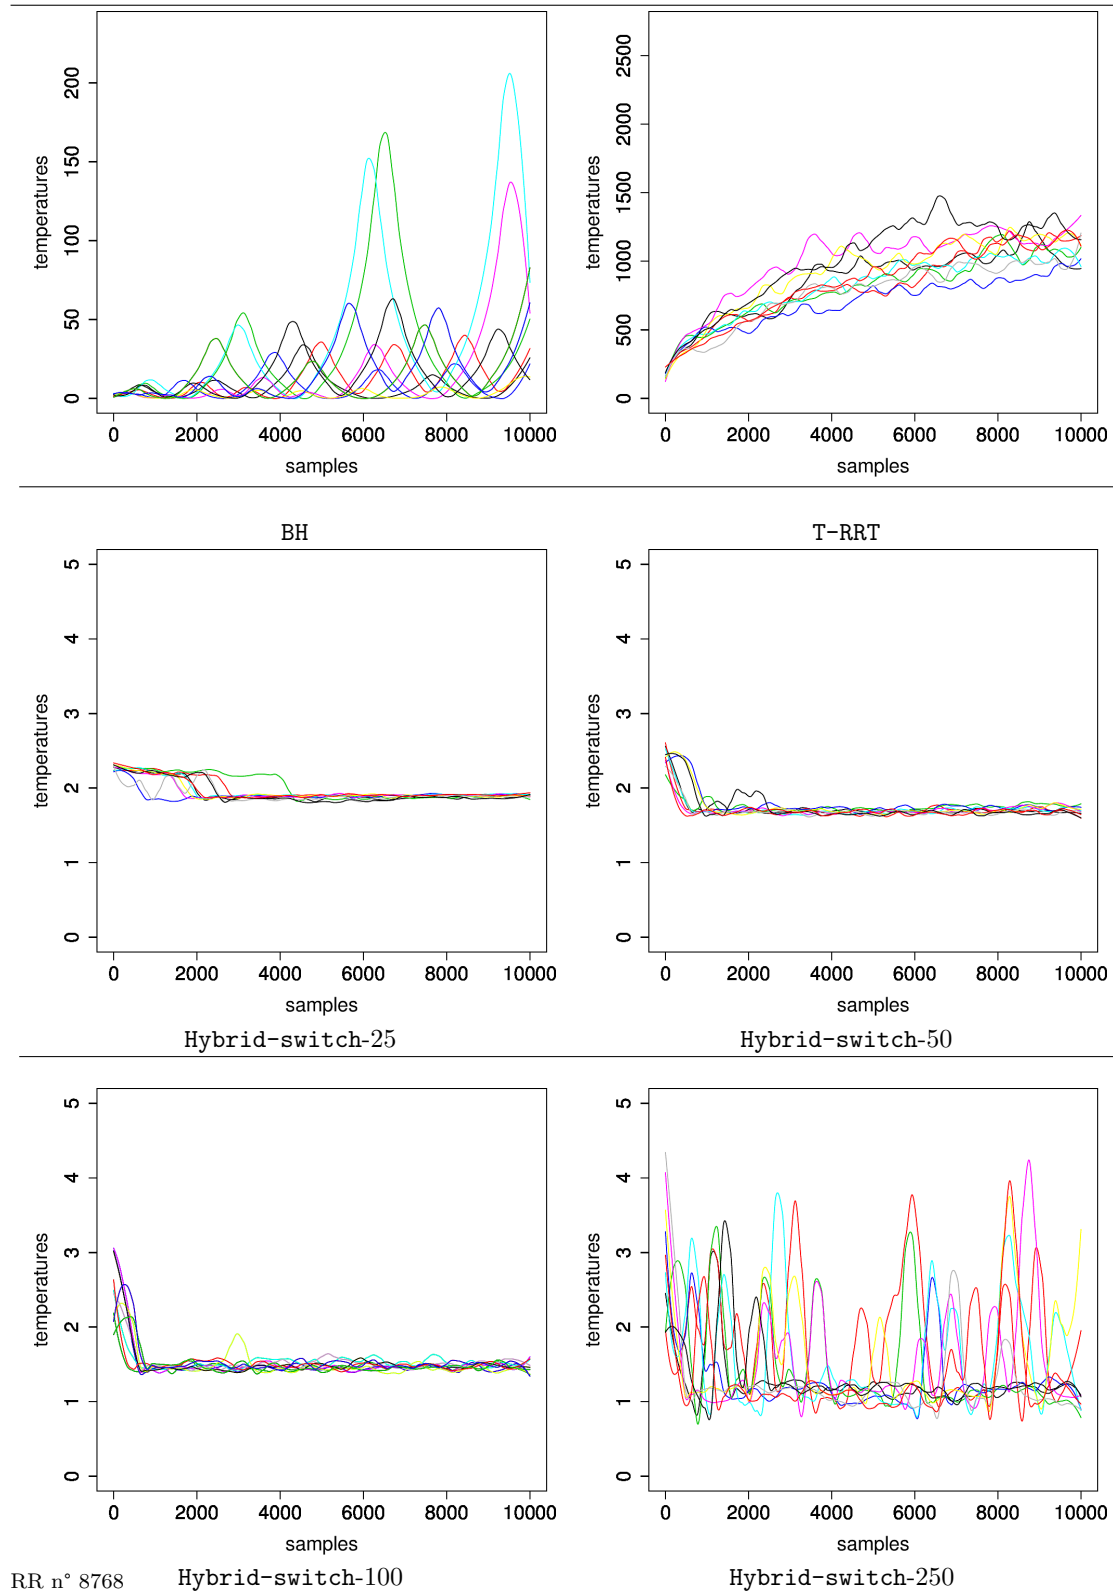 200
150
100
50
0
temperatures
0 2000 4000 6000 8000 10000
samples
BH
2500
2000
1500
1000
500
0
temperatures
0 2000 4000 6000 8000 10000
samples
T-RRT
5
4
3
2
1
0
temperatures
0 2000 4000 6000 8000 10000
samples
Hybrid-switch-25
5
4
3
2
1
0
temperatures
0 2000 4000 6000 8000 10000
samples
Hybrid-switch-50
5
4
3
2
1
0
temperatures
0 2000 4000 6000 8000 10000
samples
Hybrid-switch-100
5
4
3
2
1
0
temperatures
0 2000 4000 6000 8000 10000
samples
Hybrid-switch-250
RR n° 8768